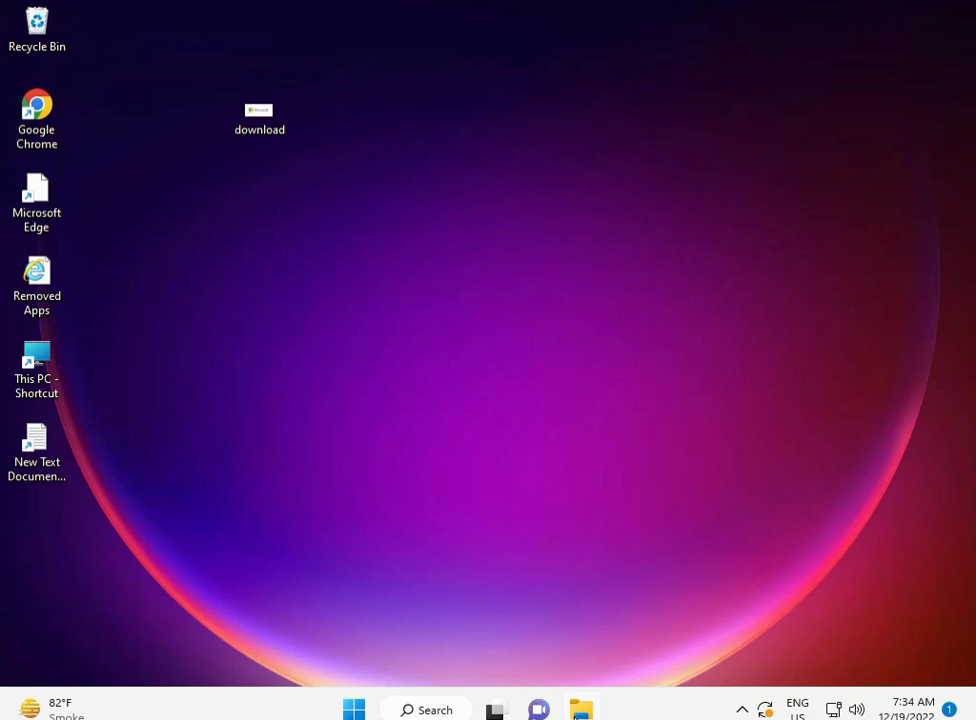 Recycle Bin
Google
Chrome
download
Microsoft
Edge
Removed
Apps
This PC -
Shortcut
New Text
Documen...
82°F
Smoke
Search
ENG
US
7:34 AM
12/19/2022
1